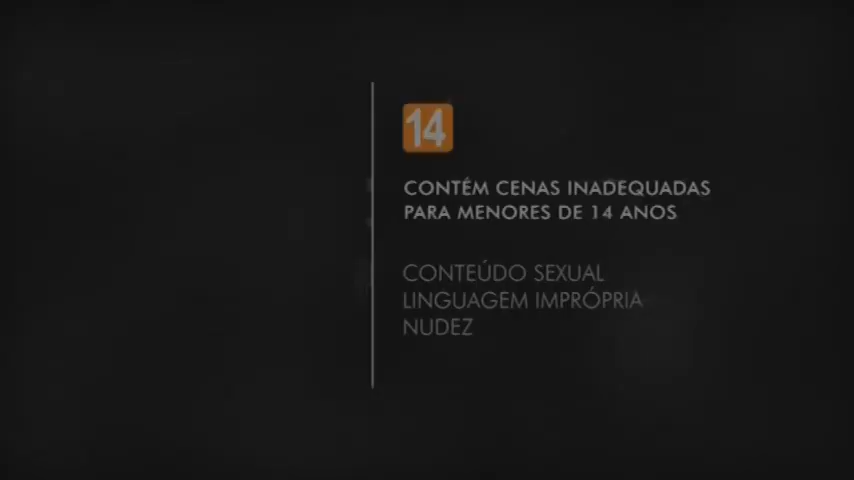 14
CONTÉM CENAS INADEQUADAS
PARA MENORES DE 14 ANOS
CONTEÚDO SEXUAL
LINGUAGEM IMPRÓPRIA
NUDEZ